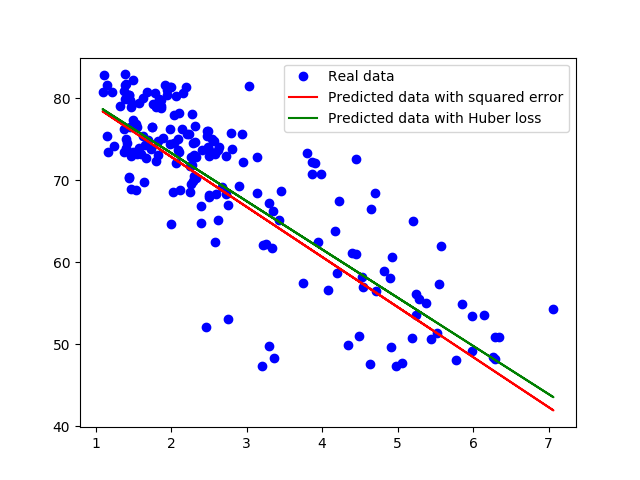 Real data
Predicted data with squared error
Predicted data with Huber loss
80
70
60
50
40
1 2 3 4 5 6 7